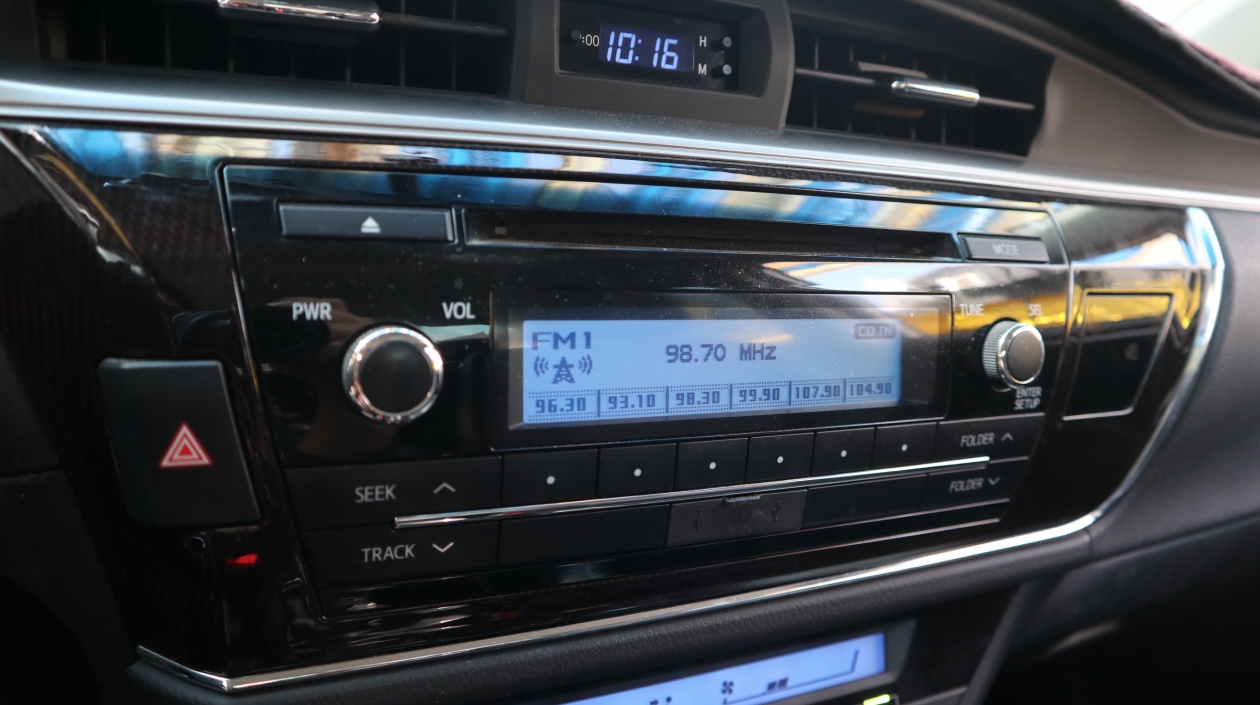 :00 10:16 H
M
MODE
PWR VOL
TUNE SEL
FM1 CD IN
98.70 MHz
96.30 93.10 98.30 99.90 107.90 104.90
ENTER
SETUP
SEEK
FOLDER
FOLDER
TRACK